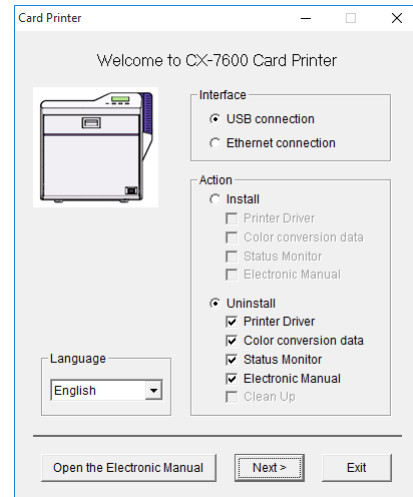 Card Printer
Welcome to CX-7600 Card Printer
Interface
USB connection
Ethernet connection
Action
Install
Printer Driver
Color conversion data
Status Monitor
Electronic Manual
Uninstall
Printer Driver
Color conversion data
Status Monitor
Electronic Manual
Clean Up
Language
English
Open the Electronic Manual
Next >
Exit